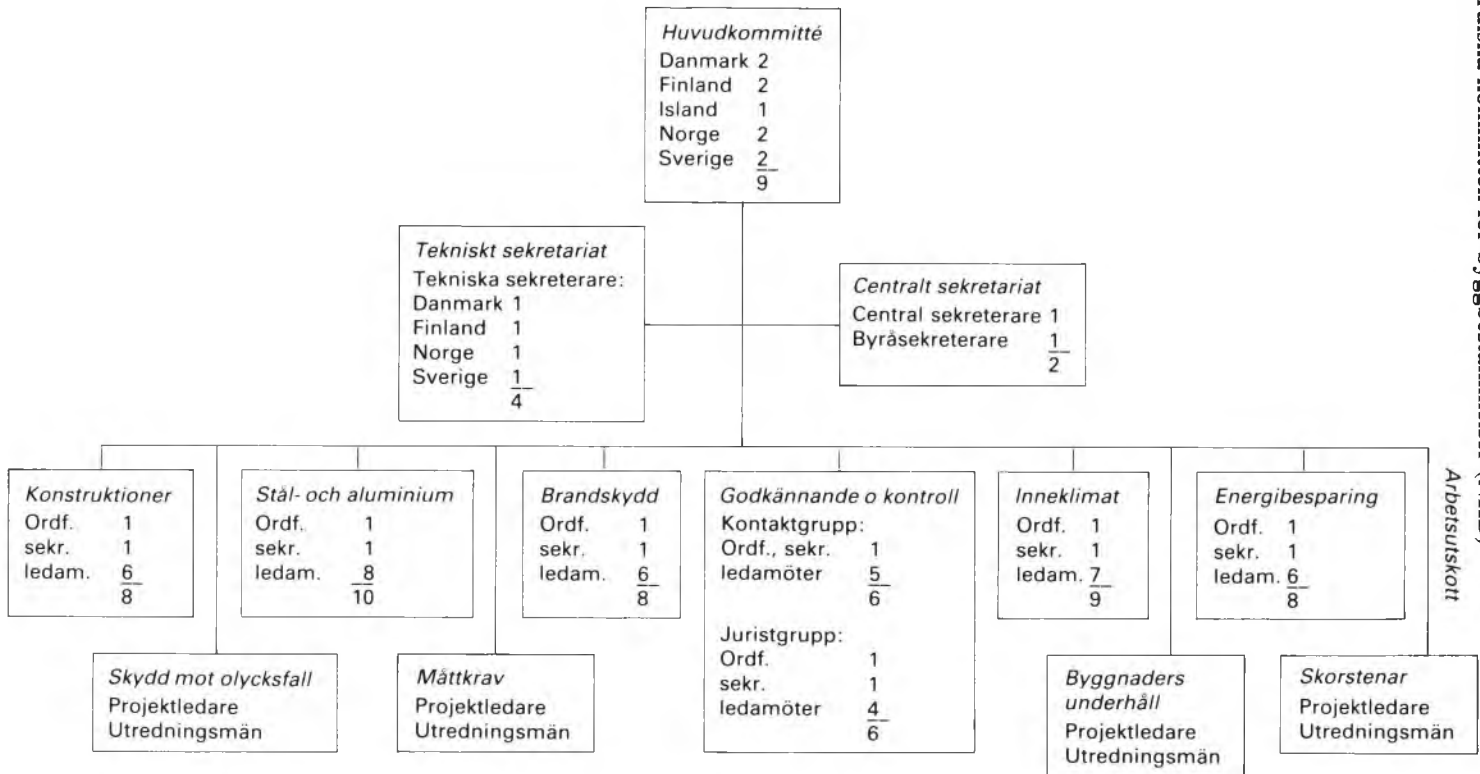 Huvudkommitté
Danmark 2
Finland 2
Island 1
Norge 2
Sverige 2
9
Tekniskt sekretariat
Tekniska sekreterare:
Danmark 1
Finland 1
Norge 1
Sverige 1
4
Centralt sekretariat
Central sekreterare 1
Byråsekreterare 1
2
Arbetsutskott
Konstruktioner
Ordf. 1
sekr. 1
ledam. 6
8
Stål- och aluminium
Ordf. 1
sekr. 1
ledam. 8
10
Brandskydd
Ordf. 1
sekr. 1
ledam. 6
8
Godkännande o kontroll
Kontaktgrupp:
Ordf., sekr. 1
ledamöter 5
6
Juristgrupp:
Ordf. 1
sekr. 1
ledamöter 4
6
Inneklimat
Ordf. 1
sekr. 1
ledam. 7
9
Energibesparing
Ordf. 1
sekr. 1
ledam. 6
8
Skydd mot olycksfall
Projektledare
Utredningsmän
Måttkrav
Projektledare
Utredningsmän
Byggnaders
underhåll
Projektledare
Utredningsmän
Skorstenar
Projektledare
Utredningsmän